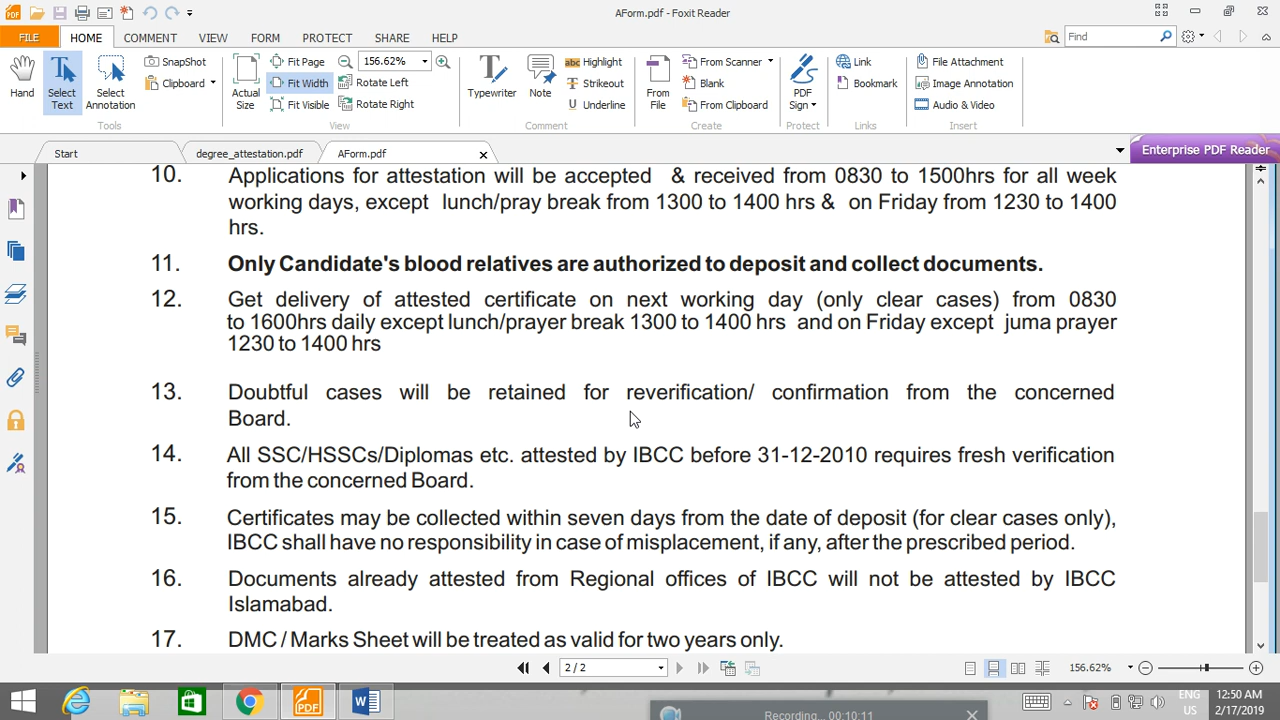 AForm.pdf - Foxit Reader
FILE HOME COMMENT VIEW FORM PROTECT SHARE HELP
Find
Hand
Select Text
Select Annotation
SnapShot
Clipboard
Tools
Actual Size
Fit Page
Fit Width
Fit Visible
156.62%
Rotate Left
Rotate Right
View
Typewriter
Note
Highlight
Strikeout
Underline
Comment
From File
From Scanner
Blank
From Clipboard
Create
PDF Sign
Protect
Link
Bookmark
Links
File Attachment
Image Annotation
Audio & Video
Insert
Start degree_attestation.pdf AForm.pdf Enterprise PDF Reader
10. Applications for attestation will be accepted & received from 0830 to 1500hrs for all week
working days, except lunch/pray break from 1300 to 1400 hrs & on Friday from 1230 to 1400
hrs.
11. Only Candidate's blood relatives are authorized to deposit and collect documents.
12. Get delivery of attested certificate on next working day (only clear cases) from 0830
to 1600hrs daily except lunch/prayer break 1300 to 1400 hrs and on Friday except juma prayer
1230 to 1400 hrs
13. Doubtful cases will be retained for reverification/ confirmation from the concerned
Board.
14. All SSC/HSSCs/Diplomas etc. attested by IBCC before 31-12-2010 requires fresh verification
from the concerned Board.
15. Certificates may be collected within seven days from the date of deposit (for clear cases only),
IBCC shall have no responsibility in case of misplacement, if any, after the prescribed period.
16. Documents already attested from Regional offices of IBCC will not be attested by IBCC
Islamabad.
17. DMC / Marks Sheet will be treated as valid for two years only.
2 / 2 156.62%
Recording... 00:10:11
ENG
US
12:50 AM
2/17/2019